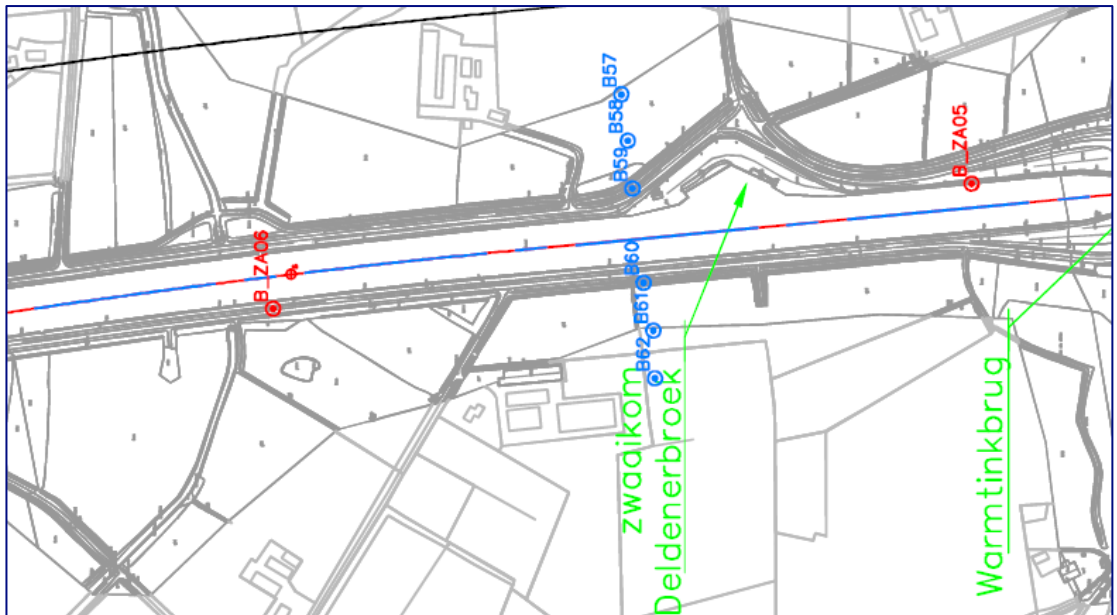 B57
B58
B59
B_ZA05
B_ZA06
B60
B61
B62
zwaaikom
Deldenerbroek
Warmtinkbrug